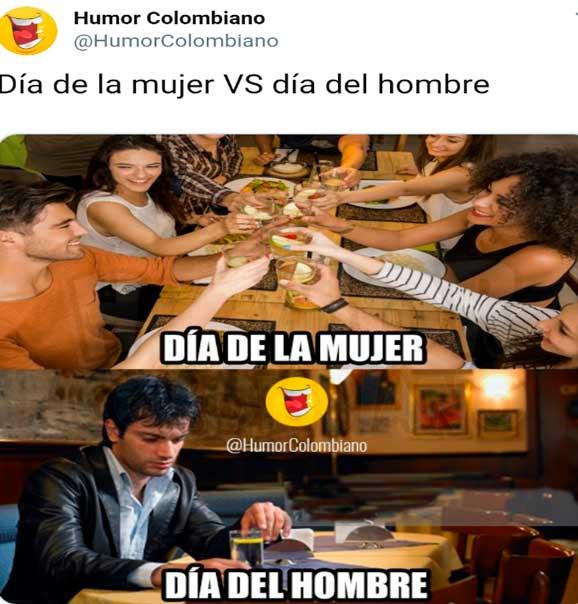 Humor Colombiano
@HumorColombiano
Día de la mujer VS día del hombre
DÍA DE LA MUJER
@HumorColombiano
DÍA DEL HOMBRE